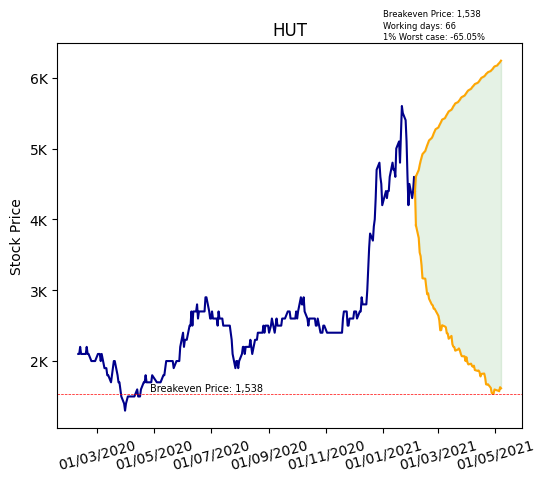 Breakeven Price: 1,538
Working days: 66
1% Worst case: -65.05%
HUT
Stock Price
6K
5K
4K
3K
2K
Breakeven Price: 1,538
01/03/2020
01/05/2020
01/07/2020
01/09/2020
01/11/2020
01/01/2021
01/03/2021
01/05/2021